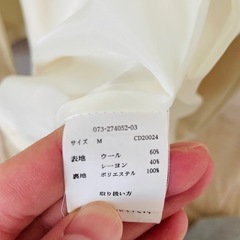 073-274052-03
サイズ M CD20024
表地 ウール 60%
レーヨン 40%
裏地 ポリエステル 100%
取り扱い方